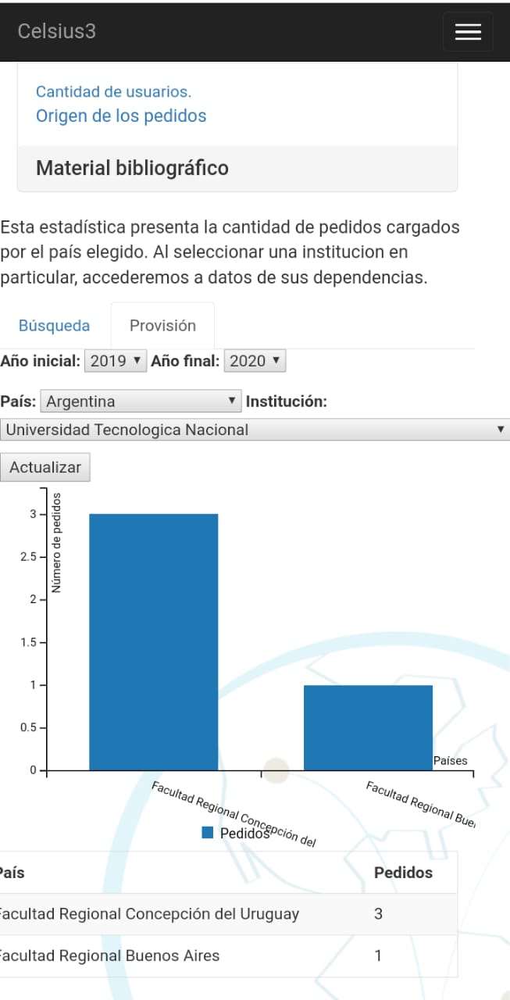 Celsius3
Cantidad de usuarios.
Origen de los pedidos
Material bibliográfico
Esta estadística presenta la cantidad de pedidos cargados
por el país elegido. Al seleccionar una institucion en
particular, accederemos a datos de sus dependencias.
Búsqueda Provisión
Año inicial: 2019 Año final: 2020
País: Argentina Institución:
Universidad Tecnologica Nacional
Actualizar
Número de pedidos
3
2.5
2
1.5
1
0.5
0
Países
Facultad Regional Concepción del
Facultad Regional Buen
Pedidos
País Pedidos
Facultad Regional Concepción del Uruguay 3
Facultad Regional Buenos Aires 1